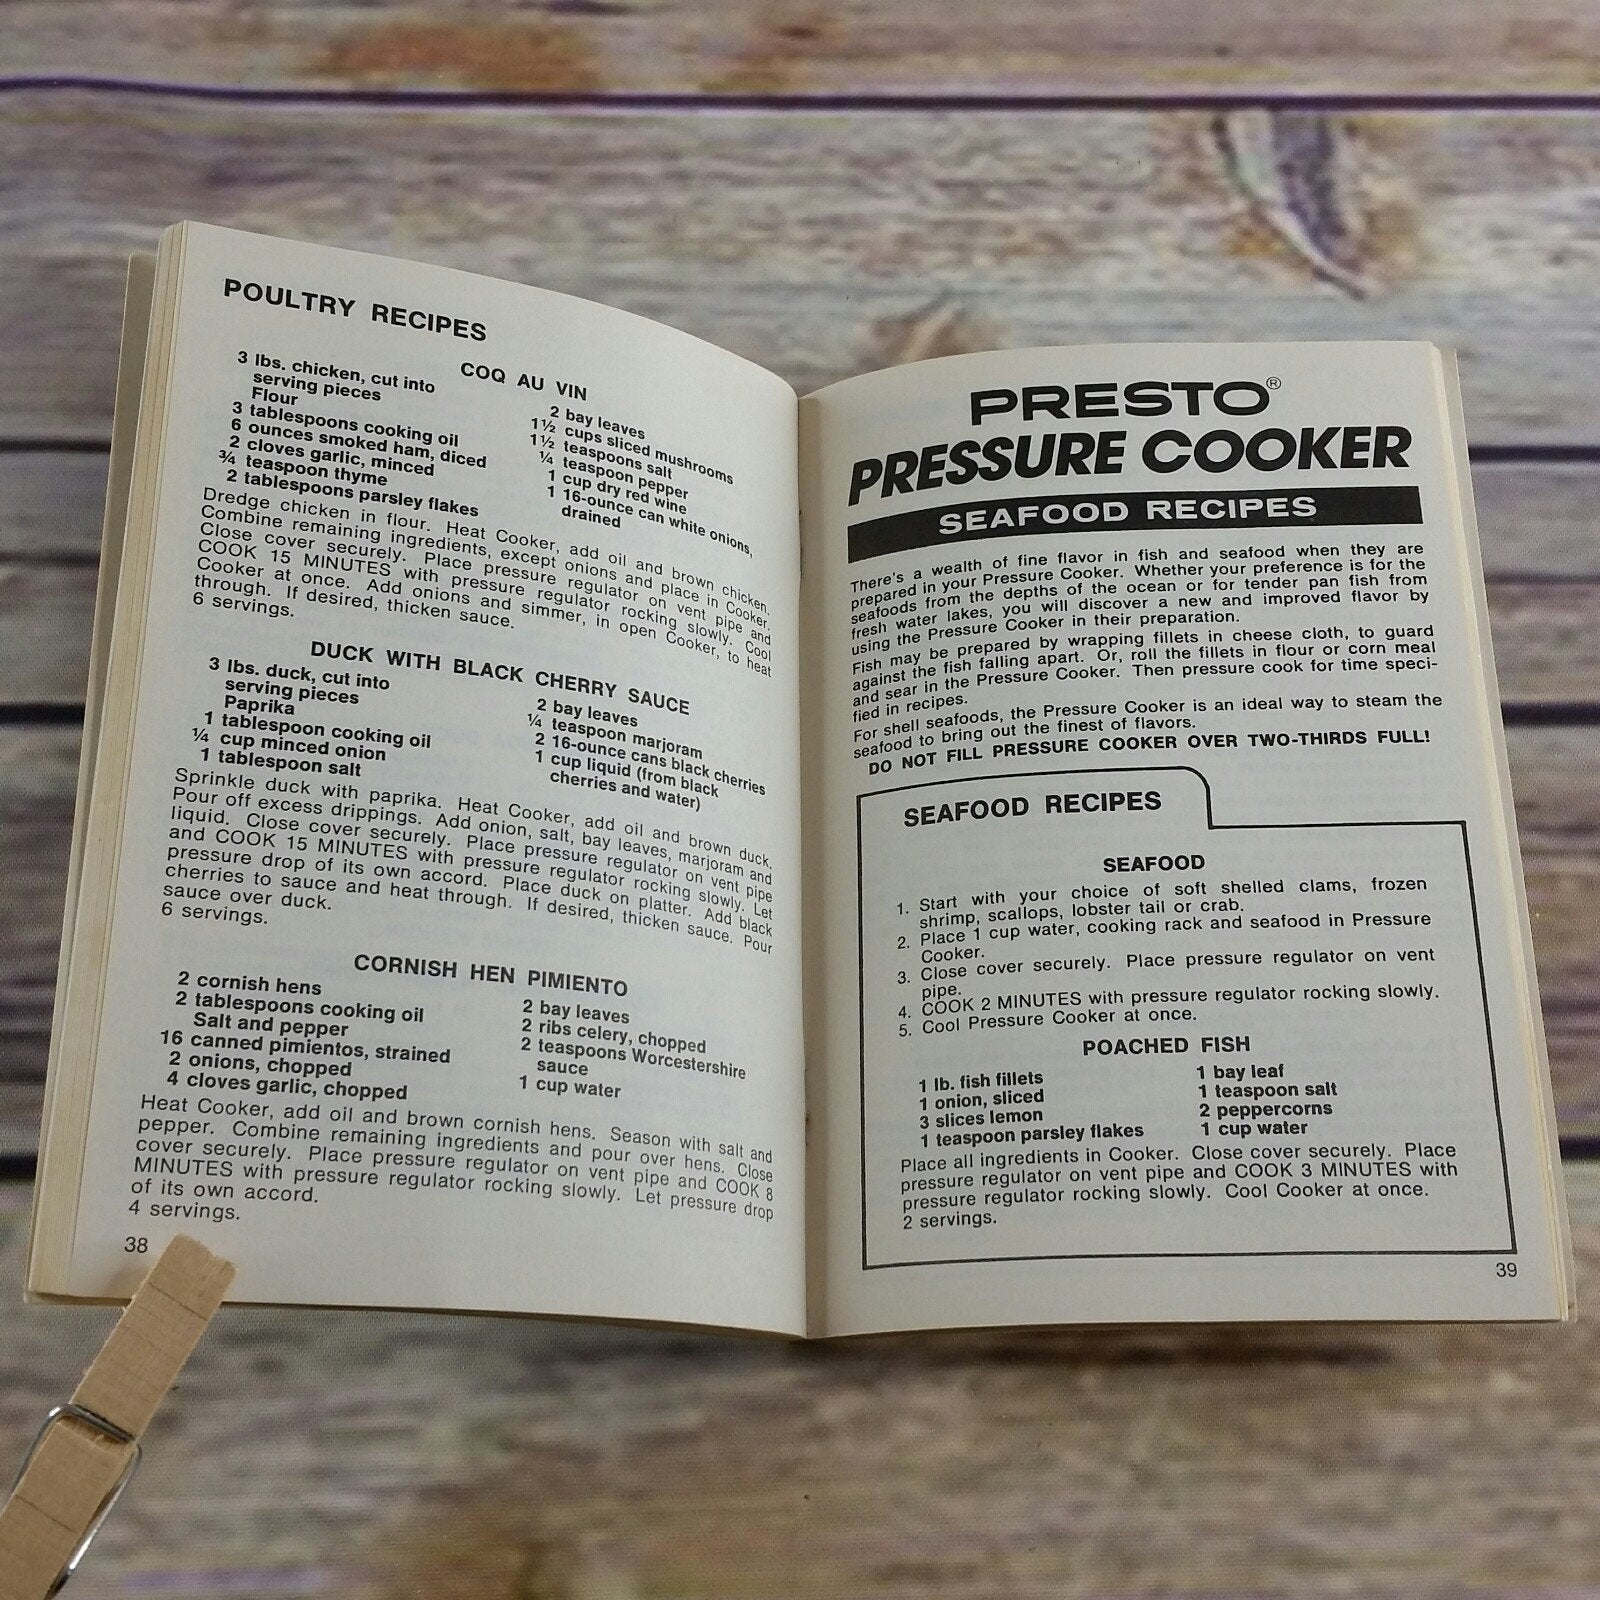 POULTRY RECIPES
COQ AU VIN
3 lbs. chicken, cut into
serving pieces
Flour
3 tablespoons cooking oil
6 ounces smoked ham, diced
2 cloves garlic, minced
¾ teaspoon thyme
2 tablespoons parsley flakes
2 bay leaves
1½ cups sliced mushrooms
1½ teaspoons salt
¼ teaspoon pepper
1 cup dry red wine
1 16-ounce can white onions,
drained
Dredge chicken in flour. Heat Cooker, add oil and brown chicken.
Combine remaining ingredients, except onions and place in Cooker.
Close cover securely. Place pressure regulator on vent pipe and
COOK 15 MINUTES with pressure regulator rocking slowly. Cool
Cooker at once. Add onions and simmer, in open Cooker, to heat
through. If desired, thicken sauce.
6 servings.
DUCK WITH BLACK CHERRY SAUCE
3 lbs. duck, cut into
serving pieces
Paprika
1 tablespoon cooking oil
¼ cup minced onion
1 tablespoon salt
2 bay leaves
¼ teaspoon marjoram
2 16-ounce cans black cherries
1 cup liquid (from black
cherries and water)
Sprinkle duck with paprika. Heat Cooker, add oil and brown duck.
Pour off excess drippings. Add onion, salt, bay leaves, marjoram and
liquid. Close cover securely. Place pressure regulator on vent pipe
and COOK 15 MINUTES with pressure regulator rocking slowly. Let
pressure drop of its own accord. Place duck on platter. Add black
cherries to sauce and heat through. If desired, thicken sauce. Pour
sauce over duck.
6 servings.
CORNISH HEN PIMIENTO
2 cornish hens
2 tablespoons cooking oil
Salt and pepper
16 canned pimientos, strained
2 onions, chopped
4 cloves garlic, chopped
2 bay leaves
2 ribs celery, chopped
2 teaspoons Worcestershire
sauce
1 cup water
Heat Cooker, add oil and brown cornish hens. Season with salt and
pepper. Combine remaining ingredients and pour over hens. Close
cover securely. Place pressure regulator on vent pipe and COOK 8
MINUTES with pressure regulator rocking slowly. Let pressure drop
of its own accord.
4 servings.
38
PRESTO®
PRESSURE COOKER
SEAFOOD RECIPES
There's a wealth of fine flavor in fish and seafood when they are
prepared in your Pressure Cooker. Whether your preference is for the
seafoods from the depths of the ocean or for tender pan fish from
fresh water lakes, you will discover a new and improved flavor by
using the Pressure Cooker in their preparation.
Fish may be prepared by wrapping fillets in cheese cloth, to guard
against the fish falling apart. Or, roll the fillets in flour or corn meal
and sear in the Pressure Cooker. Then pressure cook for time speci-
fied in recipes.
For shell seafoods, the Pressure Cooker is an ideal way to steam the
seafood to bring out the finest of flavors.
DO NOT FILL PRESSURE COOKER OVER TWO-THIRDS FULL!
SEAFOOD RECIPES
SEAFOOD
1. Start with your choice of soft shelled clams, frozen
shrimp, scallops, lobster tail or crab.
2. Place 1 cup water, cooking rack and seafood in Pressure
Cooker.
3. Close cover securely. Place pressure regulator on vent
pipe.
4. COOK 2 MINUTES with pressure regulator rocking slowly.
5. Cool Pressure Cooker at once.
POACHED FISH
1 lb. fish fillets
1 onion, sliced
3 slices lemon
1 teaspoon parsley flakes
1 bay leaf
1 teaspoon salt
2 peppercorns
1 cup water
Place all ingredients in Cooker. Close cover securely. Place
pressure regulator on vent pipe and COOK 3 MINUTES with
pressure regulator rocking slowly. Cool Cooker at once.
2 servings.
39